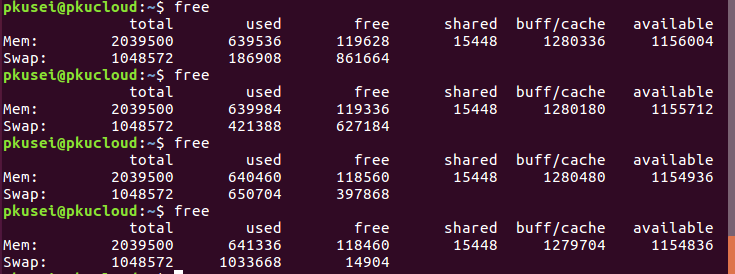 pkusei@pkucloud:~$ free
              total        used        free      shared  buff/cache   available
Mem:        2039500      639536      119628       15448     1280336     1156004
Swap:       1048572      186908      861664
pkusei@pkucloud:~$ free
              total        used        free      shared  buff/cache   available
Mem:        2039500      639984      119336       15448     1280180     1155712
Swap:       1048572      421388      627184
pkusei@pkucloud:~$ free
              total        used        free      shared  buff/cache   available
Mem:        2039500      640460      118560       15448     1280480     1154936
Swap:       1048572      650704      397868
pkusei@pkucloud:~$ free
              total        used        free      shared  buff/cache   available
Mem:        2039500      641336      118460       15448     1279704     1154836
Swap:       1048572     1033668       14904